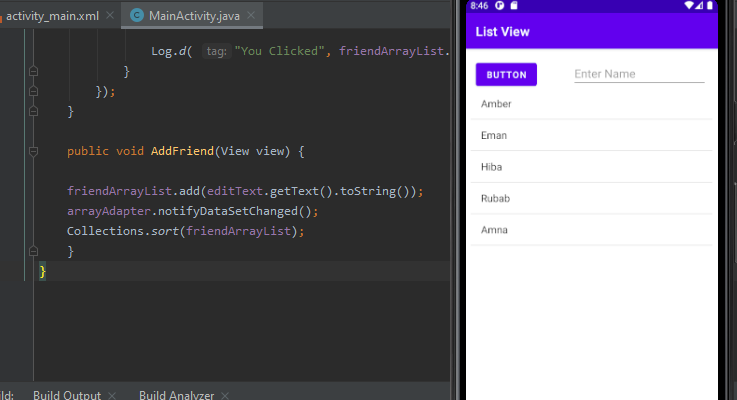 activity_main.xml × C MainActivity.java ×
Log.d( tag: "You Clicked", friendArrayList.
}
});
}
public void AddFriend(View view) {
friendArrayList.add(editText.getText().toString());
arrayAdapter.notifyDataSetChanged();
Collections.sort(friendArrayList);
}
}
ild: Build Output × Build Analyzer ×
8:46
List View
BUTTON Enter Name
Amber
Eman
Hiba
Rubab
Amna